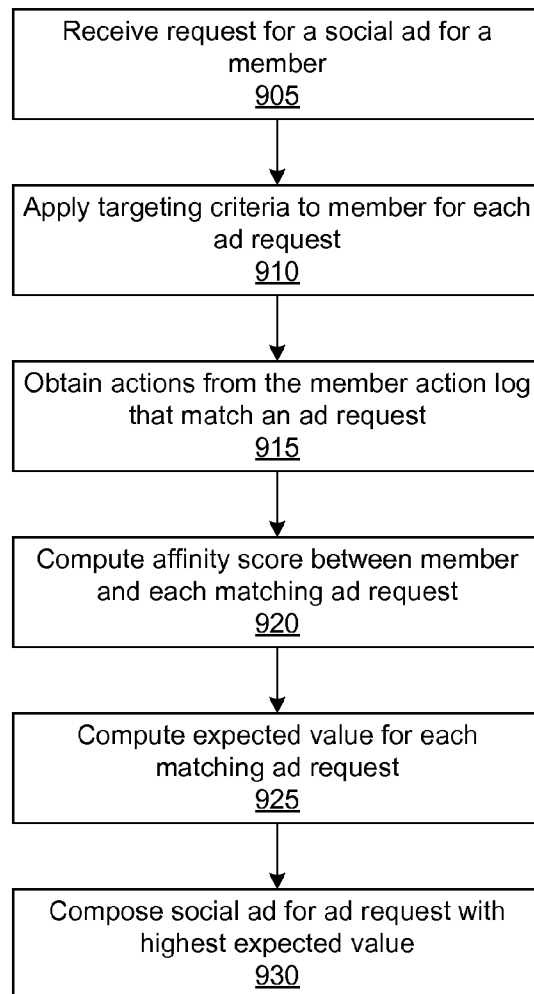 Receive request for a social ad for a
member
905
Apply targeting criteria to member for each
ad request
910
Obtain actions from the member action log
that match an ad request
915
Compute affinity score between member
and each matching ad request
920
Compute expected value for each
matching ad request
925
Compose social ad for ad request with
highest expected value
930